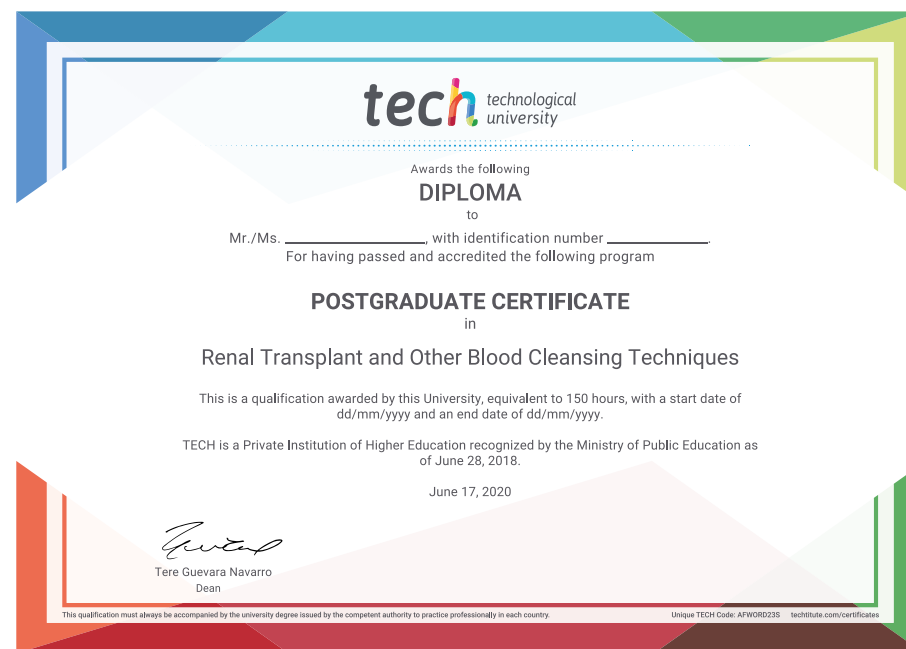 tech technological
university
Awards the following
DIPLOMA
to
Mr./Ms. ____________, with identification number ____________.
For having passed and accredited the following program
POSTGRADUATE CERTIFICATE
in
Renal Transplant and Other Blood Cleansing Techniques
This is a qualification awarded by this University, equivalent to 150 hours, with a start date of
dd/mm/yyyy and an end date of dd/mm/yyyy.
TECH is a Private Institution of Higher Education recognized by the Ministry of Public Education as
of June 28, 2018.
June 17, 2020
Tere Guevara Navarro
Dean
This qualification must always be accompanied by the university degree issued by the competent authority to practice professionally in each country. Unique TECH Code: AFWORD23S techtitute.com/certificates